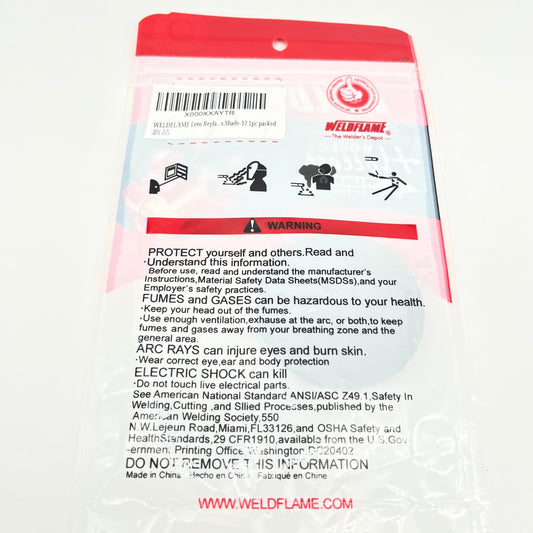 X000XXAYTR
WELDFLAME Lens Repla...s,Shade-12 1pc packed
新品
WELDFLAME®
The Welder's Depot
WARNING
PROTECT yourself and others.Read and
·Understand this information.
Before use, read and understand the manufacturer's
Instructions,Material Safety Data Sheets(MSDSs),and your
Employer's safety practices.
FUMES and GASES can be hazardous to your health.
·Keep your head out of the fumes.
·Use enough ventilation,exhause at the arc, or both,to keep
fumes and gases away from your breathing zone and the
general area.
ARC RAYS can injure eyes and burn skin.
·Wear correct eye,ear and body protection
ELECTRIC SHOCK can kill
·Do not touch live electrical parts.
See American National Standard ANSI/ASC Z49.1,Safety In
Welding,Cutting ,and Sllied Processes,published by the
American Welding Society,550
N.W.Lejeun Road,Miami,FL33126,and OSHA Safety and
HealthStandards,29 CFR1910,available from the U.S.Gov
ernment Printing Office,Washington,DC20402
DO NOT REMOVE THIS INFORMATION
Made in China Hecho en China Fabriqué en Chine
WWW.WELDFLAME.COM